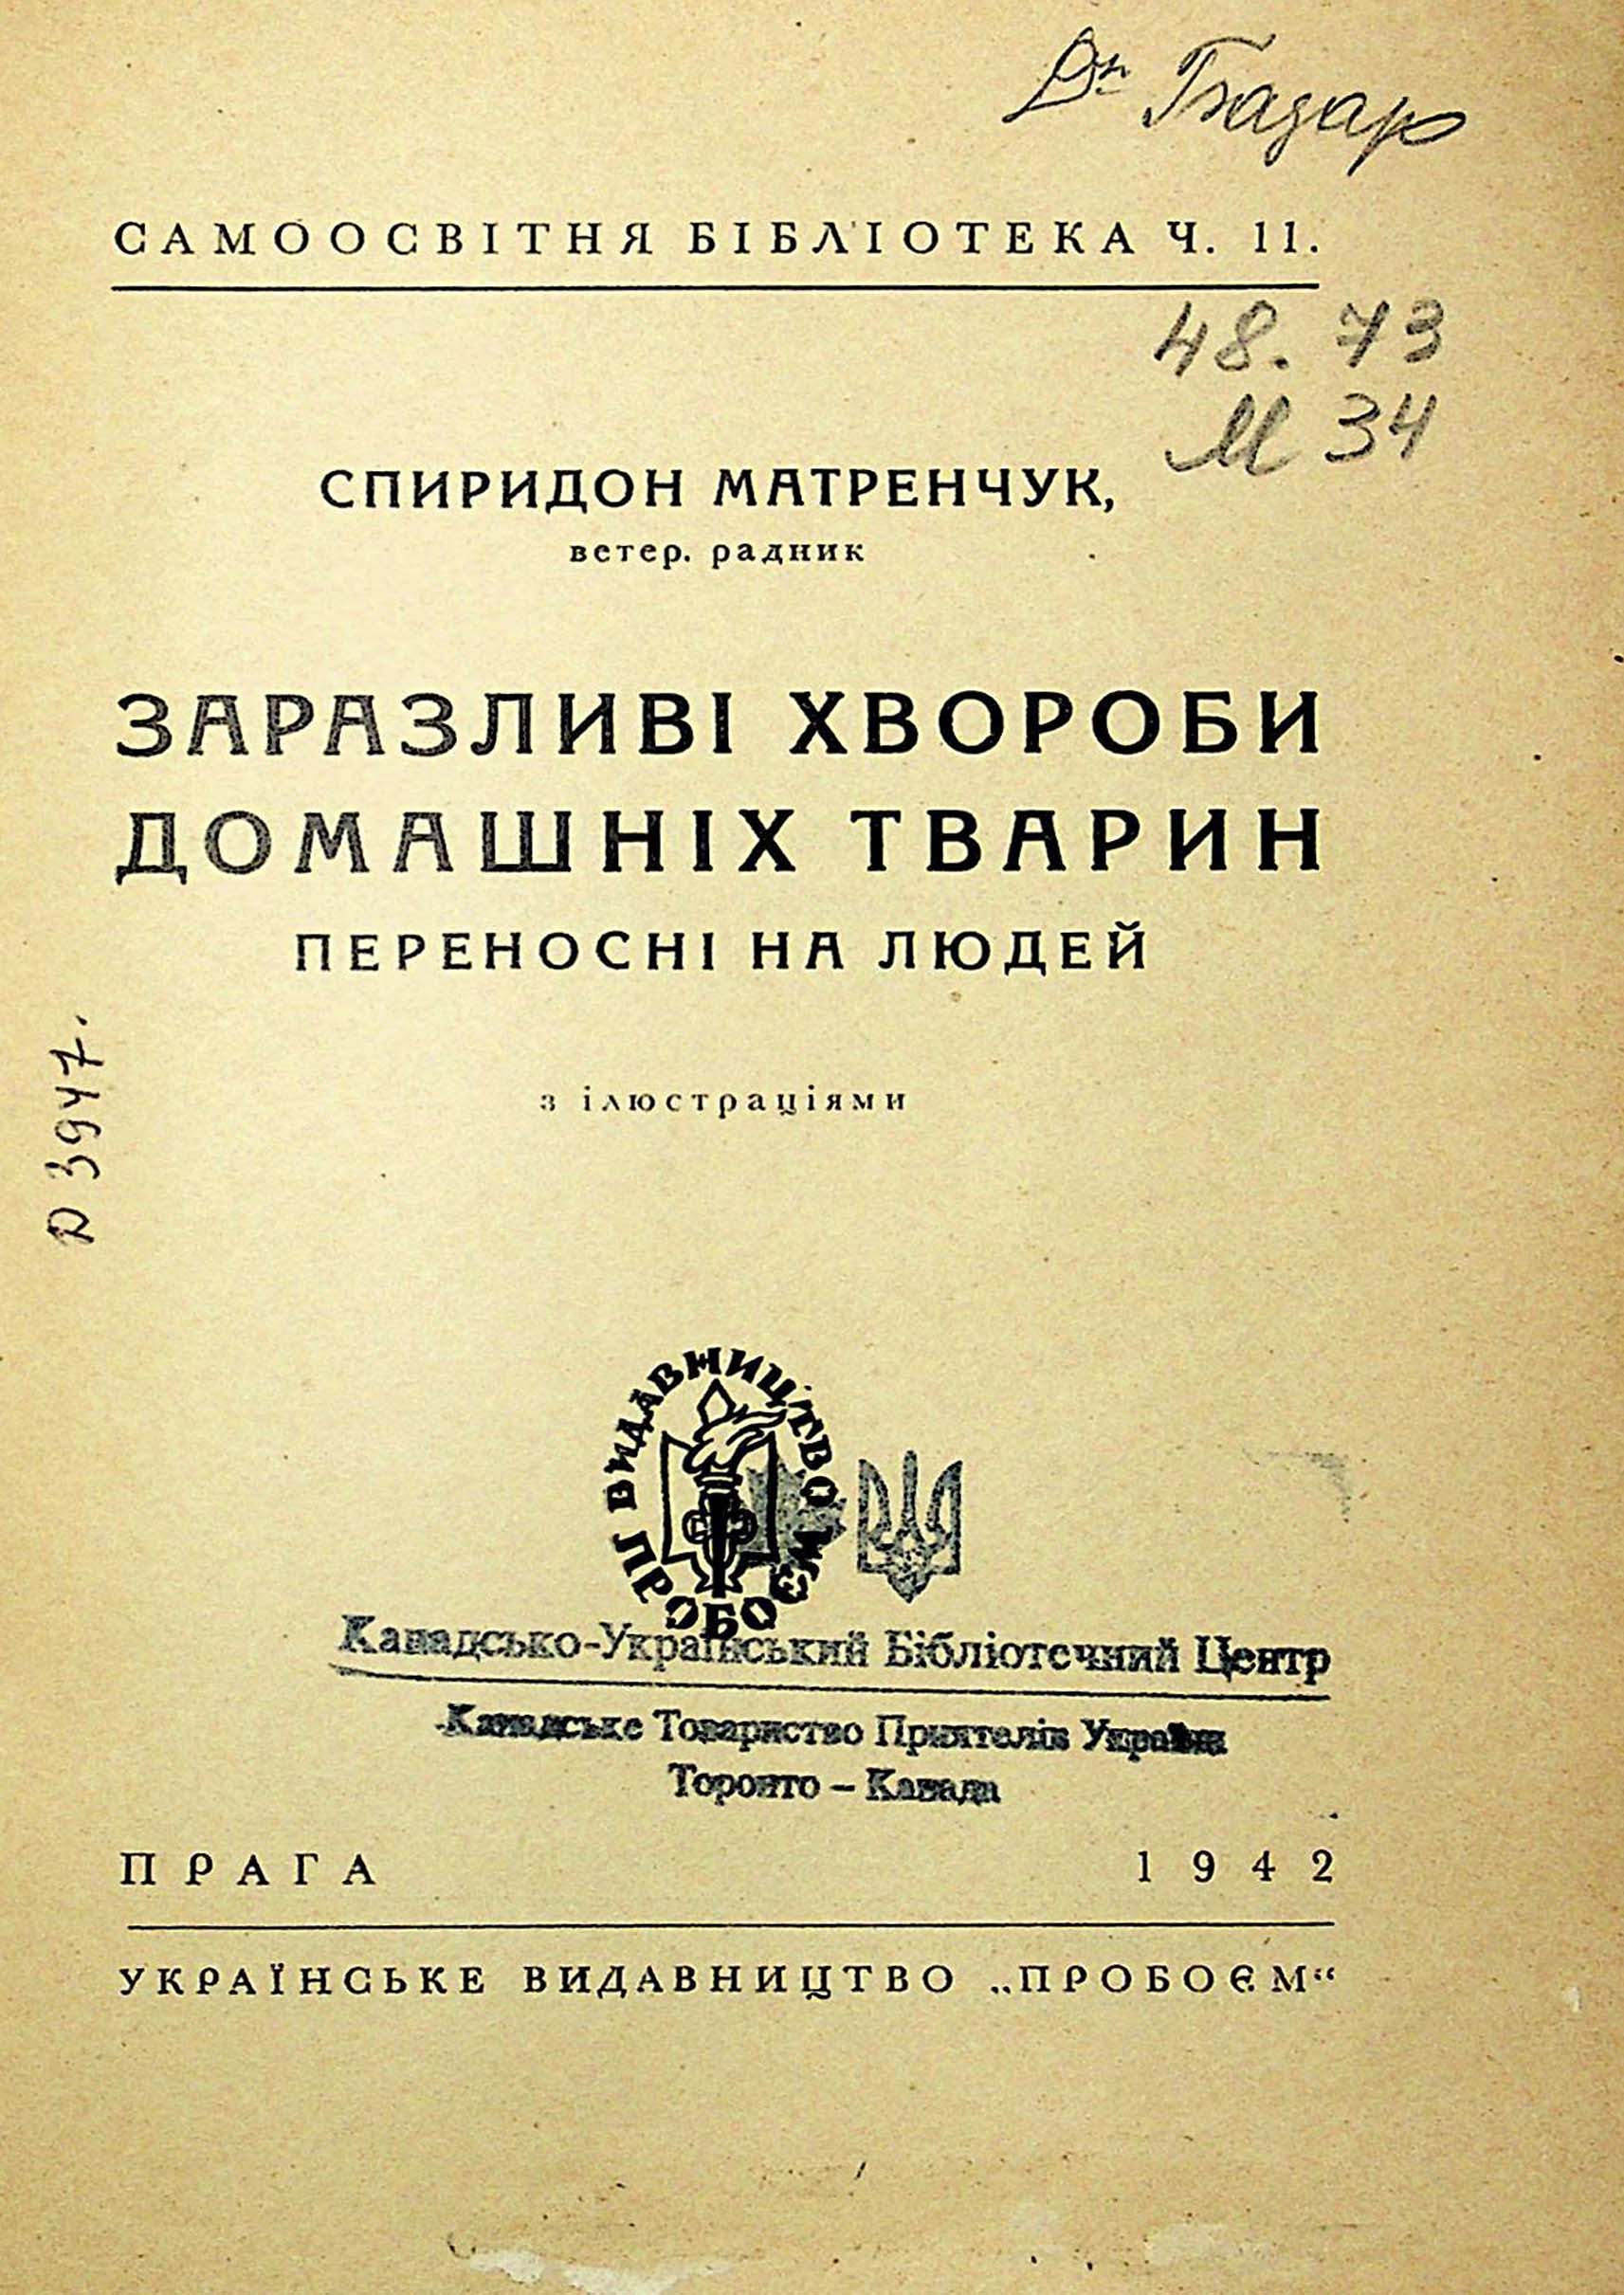 Dr Базар
САМООСВІТНЯ БІБЛІОТЕКА Ч. 11.
48. 73
М 34
СПИРИДОН МАТРЕНЧУК,
ветер. радник
ЗАРАЗЛИВІ ХВОРОБИ
ДОМАШНІХ ТВАРИН
ПЕРЕНОСНІ НА ЛЮДЕЙ
з ілюстраціями
3947.
ВИДАВНИЦТВО ПРОБОЄМ
Канадсько-Український Бібліотечний Центр
Канадське Товариство Приятелів України
Торонто – Канада
ПРАГА 1942
УКРАЇНСЬКЕ ВИДАВНИЦТВО „ПРОБОЄМ“